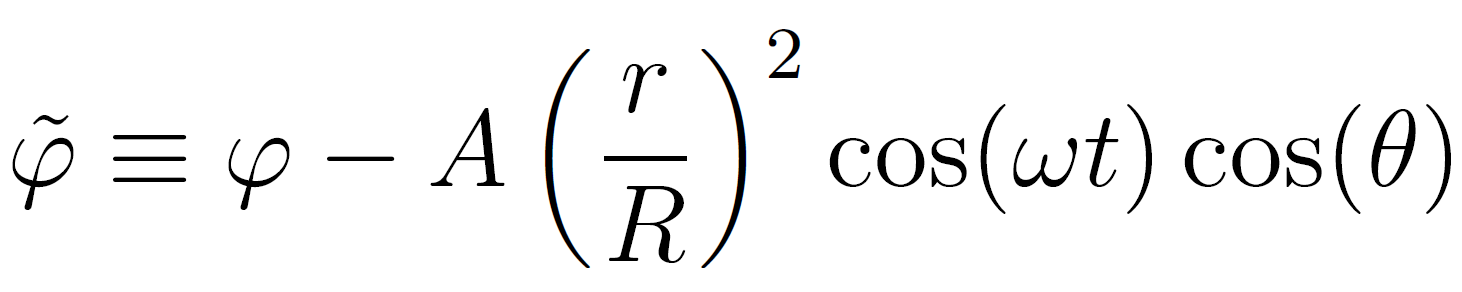 φ̃ ≡ φ − A (r/R)² cos(ωt) cos(θ)